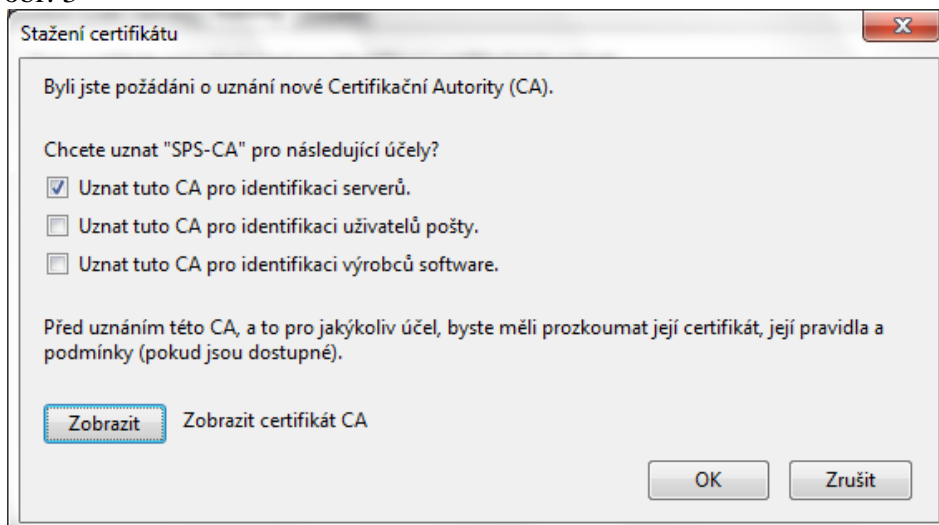 Stažení certifikátu
Byli jste požádáni o uznání nové Certifikační Autority (CA).
Chcete uznat "SPS-CA" pro následující účely?
Uznat tuto CA pro identifikaci serverů.
Uznat tuto CA pro identifikaci uživatelů pošty.
Uznat tuto CA pro identifikaci výrobců software.
Před uznáním této CA, a to pro jakýkoliv účel, byste měli prozkoumat její certifikát, její pravidla a
podmínky (pokud jsou dostupné).
Zobrazit Zobrazit certifikát CA
OK Zrušit